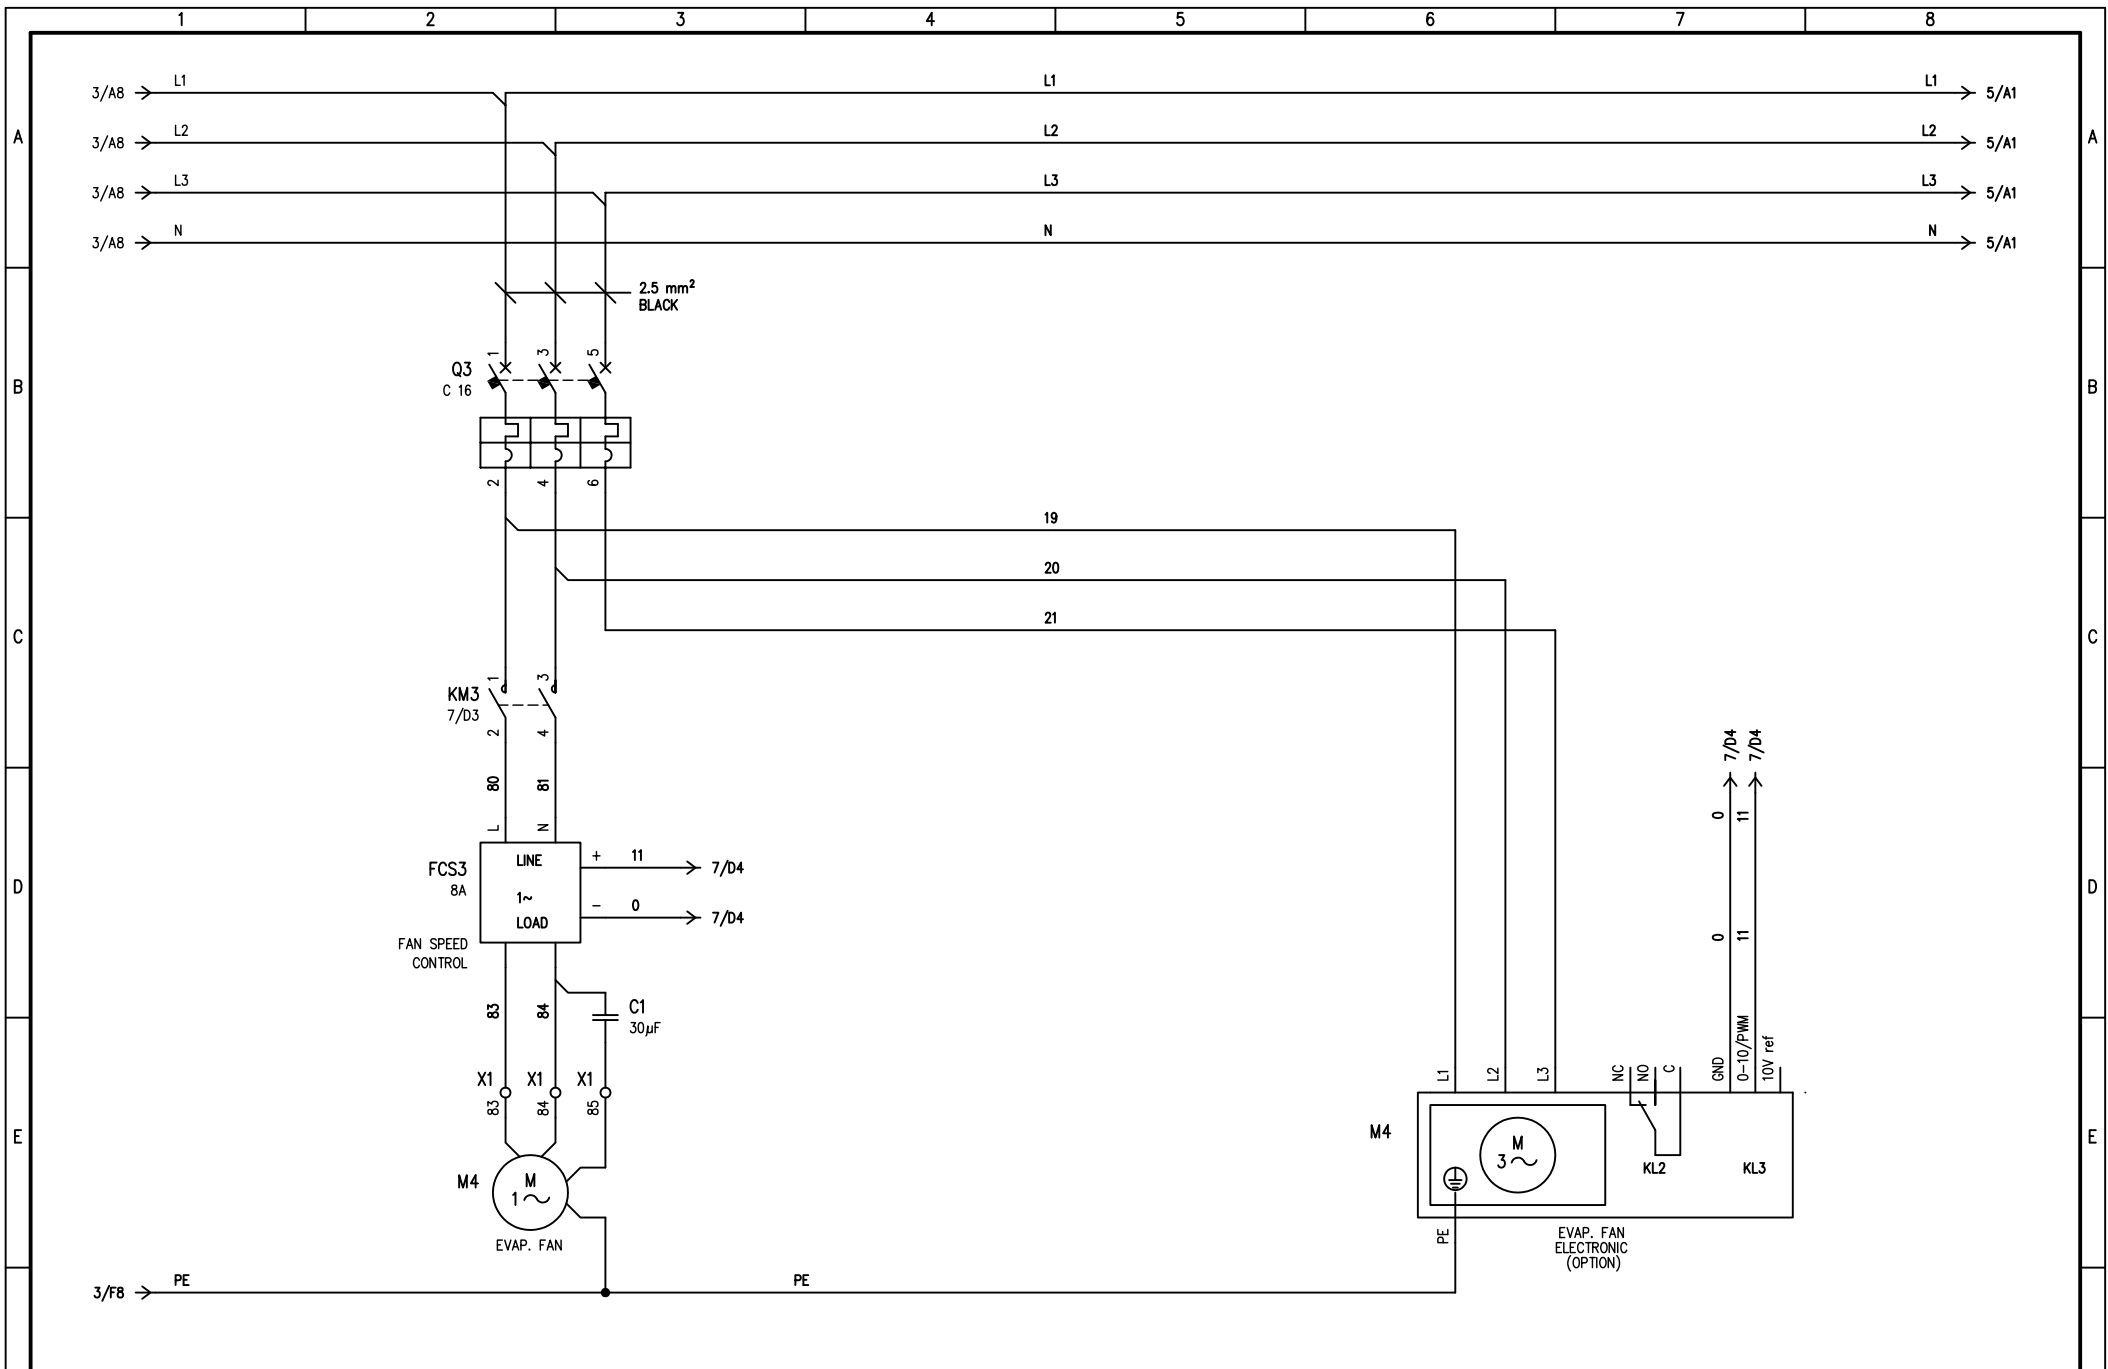 1 2 3 4 5 6 7 8
3/A8 L1 L1 L1 5/A1
A A
3/A8 L2 L2 L2 5/A1
3/A8 L3 L3 L3 5/A1
3/A8 N N N 5/A1
2.5 mm²
BLACK
1 3 5
Q3
C 16
B B
2 4 6
19
20
21
C C
1 3
KM3
7/D3
2 4
7/D4 7/D4
80 81
0 11
L N
FCS3
8A
LINE
1~
LOAD
+ 11 7/D4
- 0 7/D4
D D
FAN SPEED
CONTROL
0 11
83 84
C1
30µF
X1 X1 X1
83 84 85
L1 L2 L3 NC NO C GND 0-10/PWM 10V ref
E E
M4
M
1
EVAP. FAN
M4
M
3
KL2 KL3
PE
EVAP. FAN
ELECTRONIC
(OPTION)
3/F8 PE PE